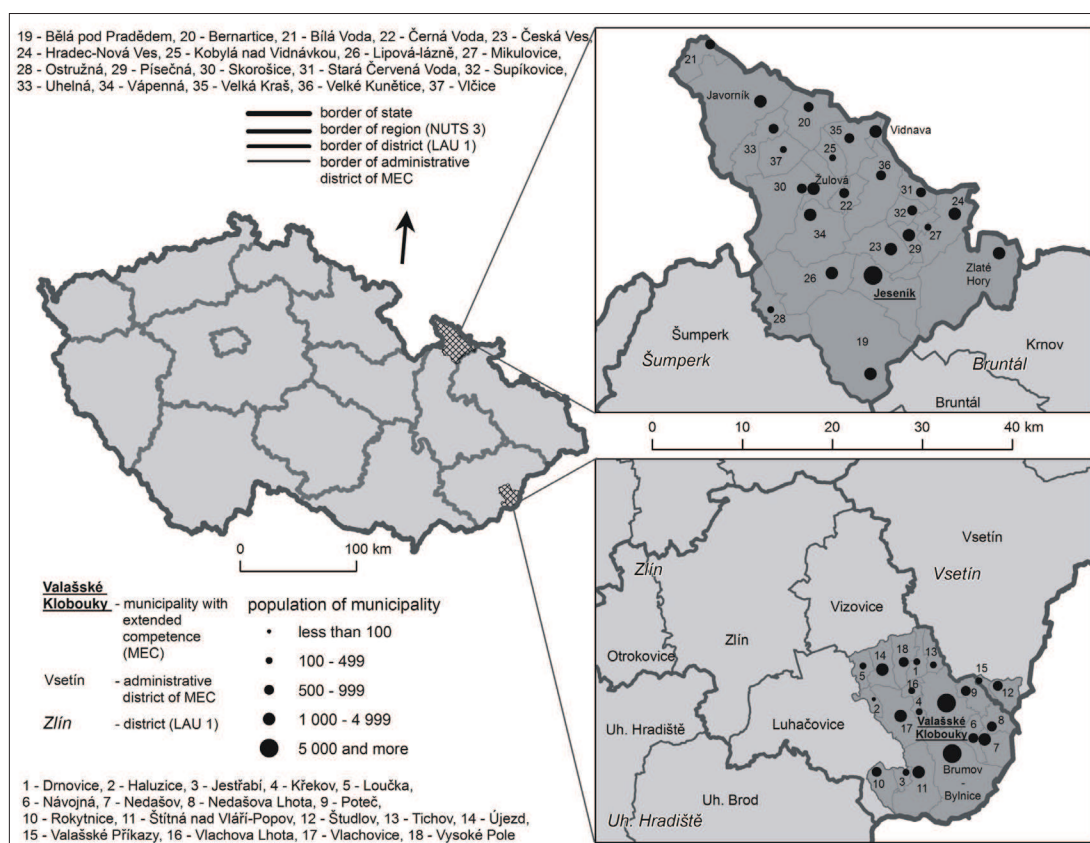 19 - Bělá pod Pradědem, 20 - Bernartice, 21 - Bílá Voda, 22 - Černá Voda, 23 - Česká Ves,
24 - Hradec-Nová Ves, 25 - Kobylá nad Vidnávkou, 26 - Lipová-lázně, 27 - Mikulovice,
28 - Ostružná, 29 - Písečná, 30 - Skorošice, 31 - Stará Červená Voda, 32 - Supíkovice,
33 - Uhelná, 34 - Vápenná, 35 - Velká Kraš, 36 - Velké Kunětice, 37 - Vlčice
border of state
border of region (NUTS 3)
border of district (LAU 1)
border of administrative
district of MEC
0 100 km
Valašské
Klobouky - municipality with
extended
competence
(MEC)
Vsetín - administrative
district of MEC
Zlín - district (LAU 1)
population of municipality
less than 100
100 - 499
500 - 999
1 000 - 4 999
5 000 and more
1 - Drnovice, 2 - Haluzice, 3 - Jestřabí, 4 - Křekov, 5 - Loučka,
6 - Návojná, 7 - Nedašov, 8 - Nedašova Lhota, 9 - Poteč,
10 - Rokytnice, 11 - Štítná nad Vláří-Popov, 12 - Študlov, 13 - Tichov, 14 - Újezd,
15 - Valašské Příkazy, 16 - Vlachova Lhota, 17 - Vlachovice, 18 - Vysoké Pole
21
Javorník
20
35
Vidnava
33
37
25
36
30
Žulová
22
31
24
32
34
27
23
29
26
Zlaté
Hory
Jeseník
28
19
Šumperk
Šumperk
Krnov
Bruntál
Bruntál
0 10 20 30 40 km
Vsetín
Zlín
Vsetín
Vizovice
Zlín
Otrokovice
14 18 1 13
5
15
16
9 12
2
4
Luhačovice
17
Valašské
Klobouky
6 8
7
Uh. Hradiště
Brumov
-
Bylnice
10 3 11
Uh. Brod
Uh. Hradiště